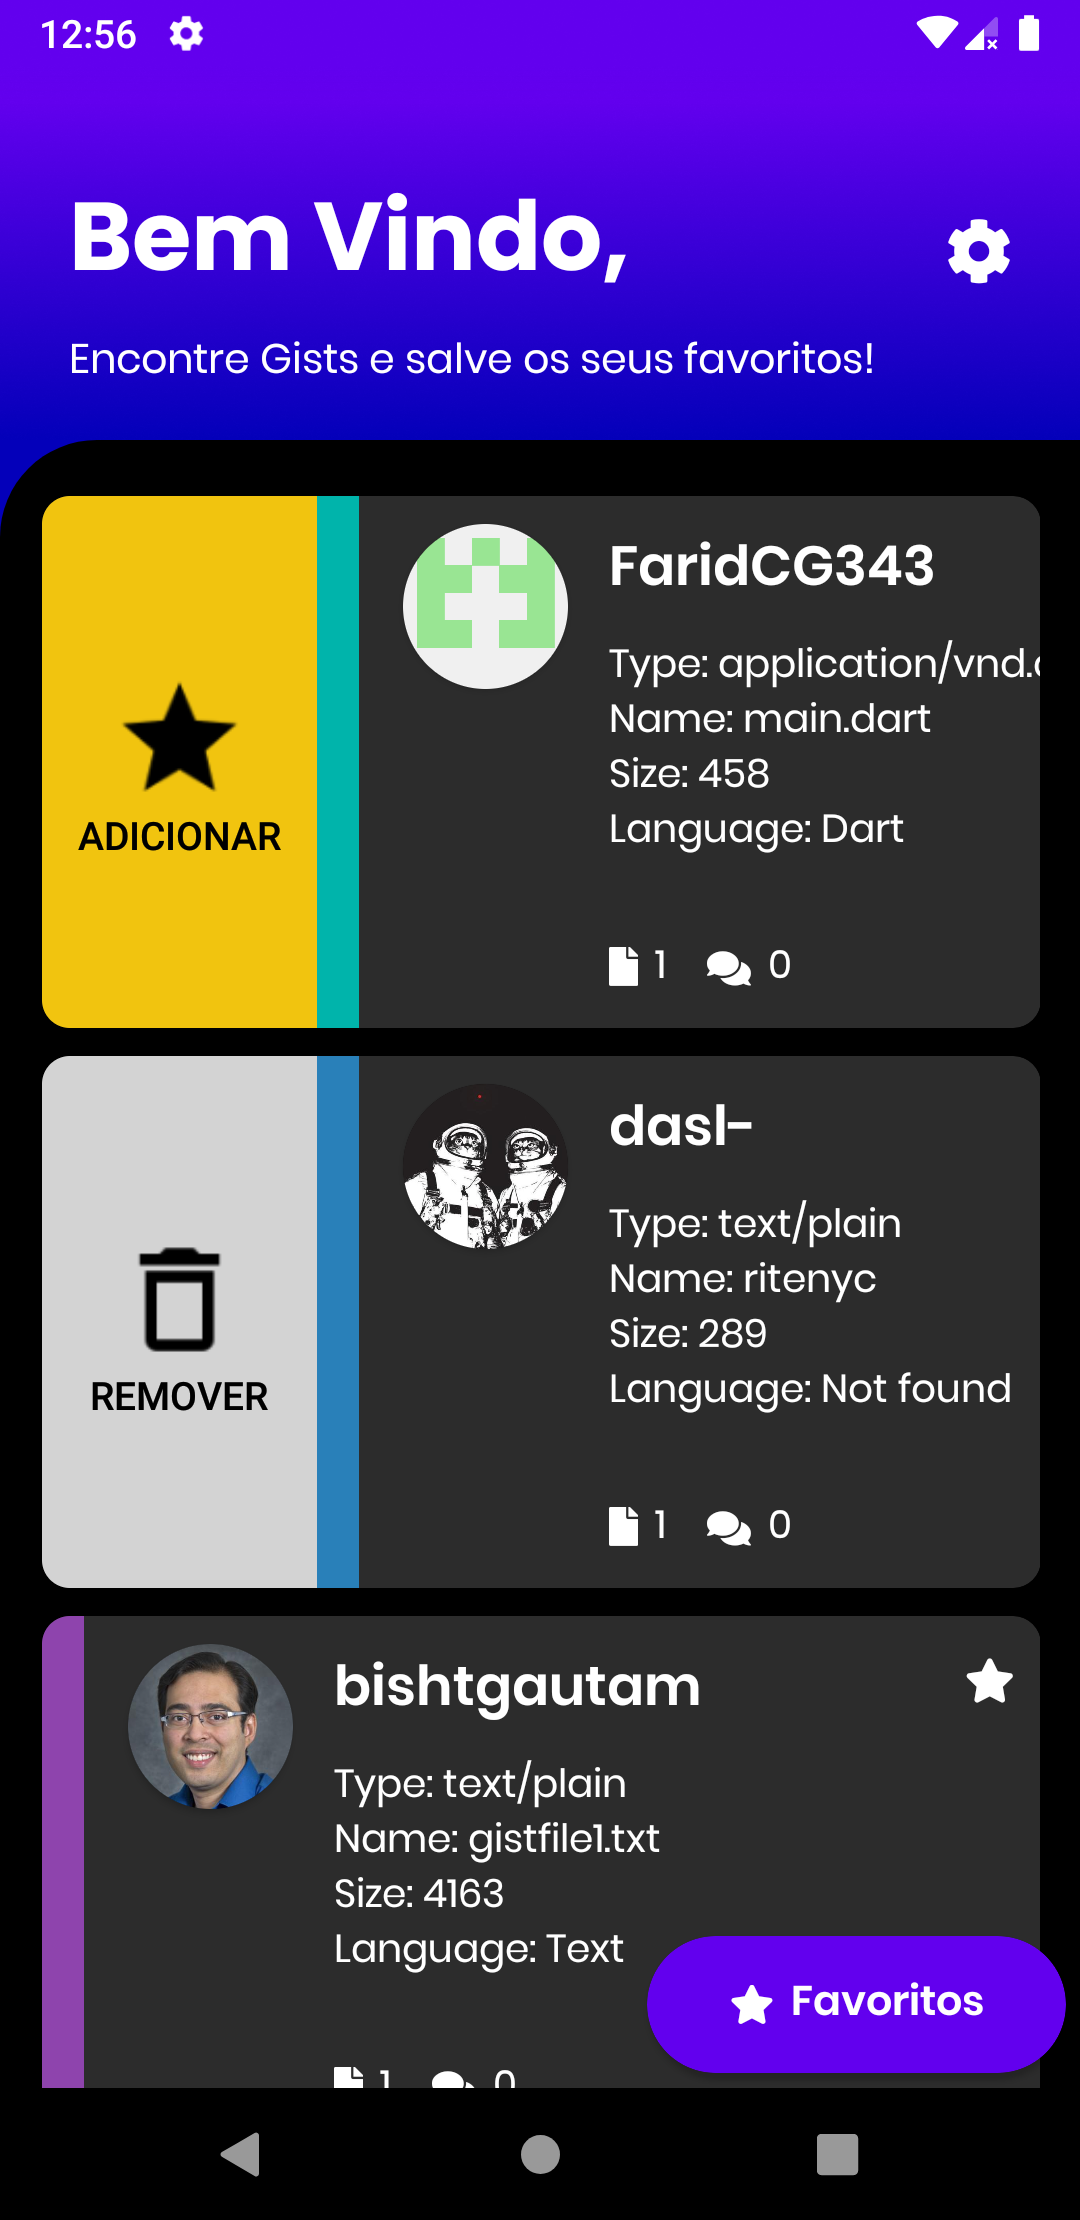 12:56
Bem Vindo,
Encontre Gists e salve os seus favoritos!
FaridCG343
Type: application/vnd.
Name: main.dart
Size: 458
Language: Dart
ADICIONAR
1 0
dasl-
Type: text/plain
Name: ritenyc
Size: 289
Language: Not found
REMOVER
1 0
bishtgautam
Type: text/plain
Name: gistfile1.txt
Size: 4163
Language: Text
Favoritos
1 0